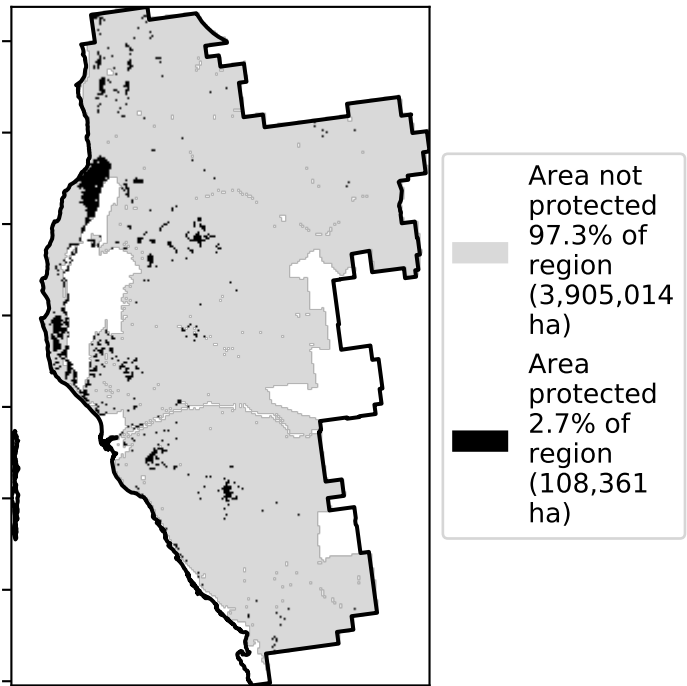 Area not
protected
97.3% of
region
(3,905,014
ha)
Area
protected
2.7% of
region
(108,361
ha)